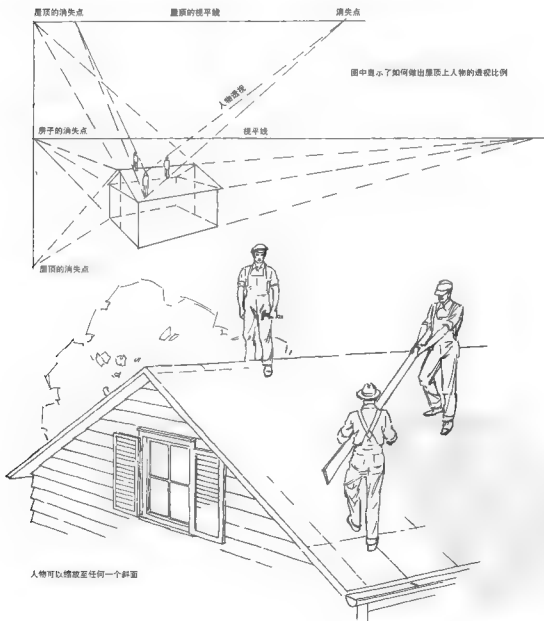 屋顶的消失点
屋顶的视平线
消失点
图中显示了如何做出屋顶上人物的透视比例
人物透视
房子的消失点
视平线
屋顶的消失点
人物可以缩放至任何一个斜面